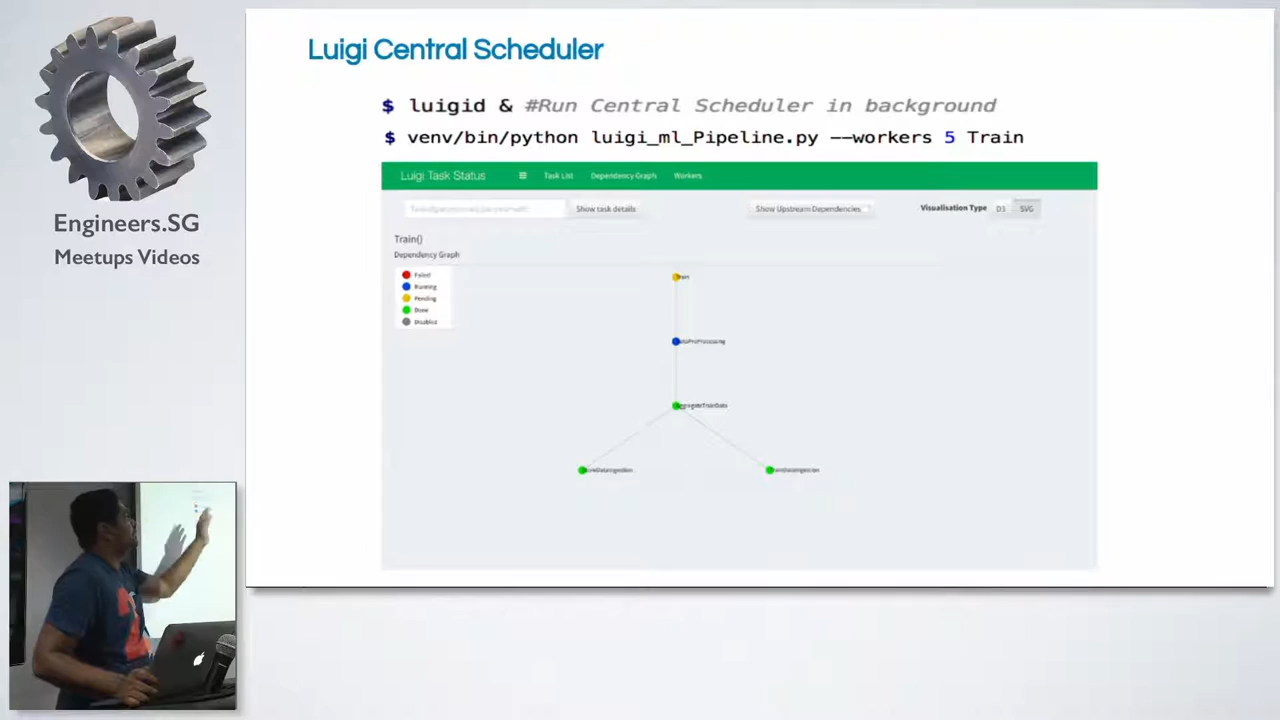 Engineers.SG
Meetups Videos
Luigi Central Scheduler
$ luigid & #Run Central Scheduler in background
$ venv/bin/python luigi_ml_Pipeline.py --workers 5 Train
Luigi Task Status
Task List
Dependency Graph
Workers
Show task details
Show Upstream Dependencies
Visualisation Type
D3
SVG
Train()
Dependency Graph
Failed
Running
Pending
Done
Disabled
Train